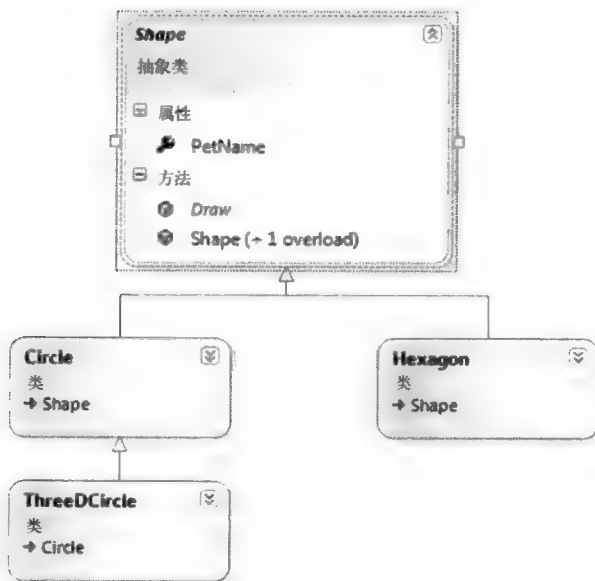 Shape
抽象类
属性
PetName
方法
Draw
Shape (+ 1 overload)
Circle
类
Shape
Hexagon
类
Shape
ThreeDCircle
类
Circle